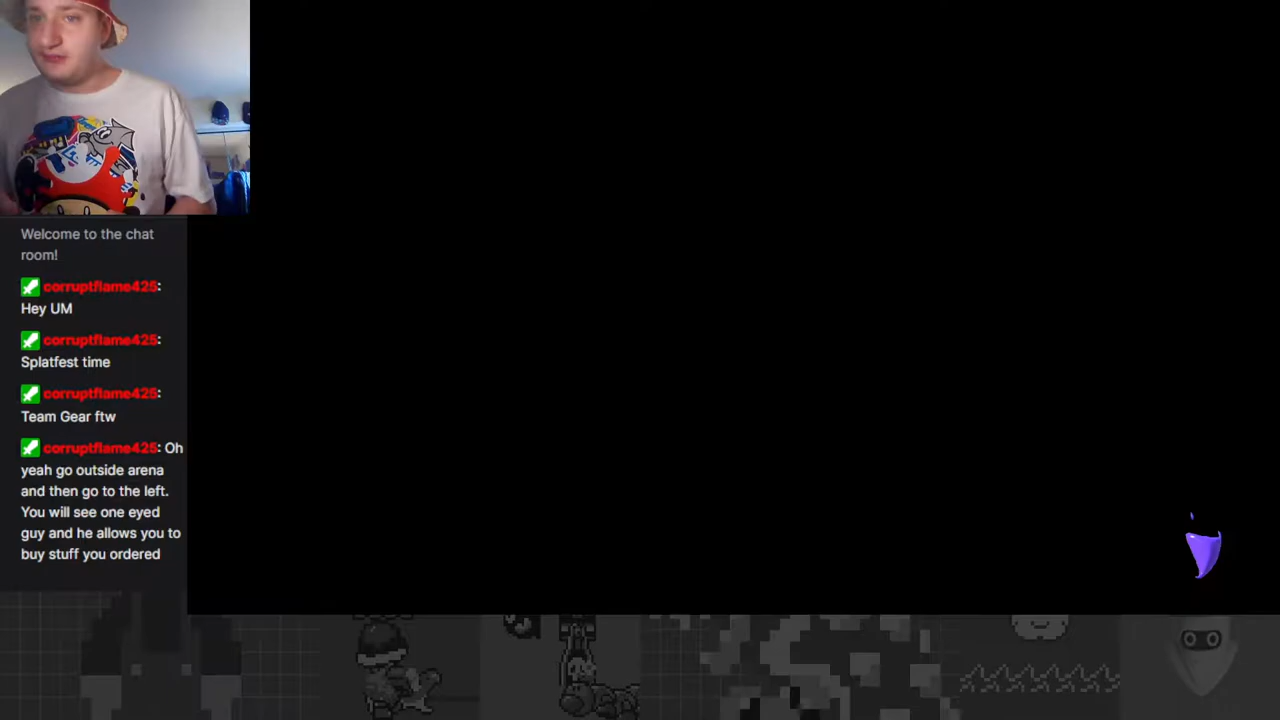 Welcome to the chat
room!
corruptflame425:
Hey UM
corruptflame425:
Splatfest time
corruptflame425:
Team Gear ftw
corruptflame425: Oh
yeah go outside arena
and then go to the left.
You will see one eyed
guy and he allows you to
buy stuff you ordered